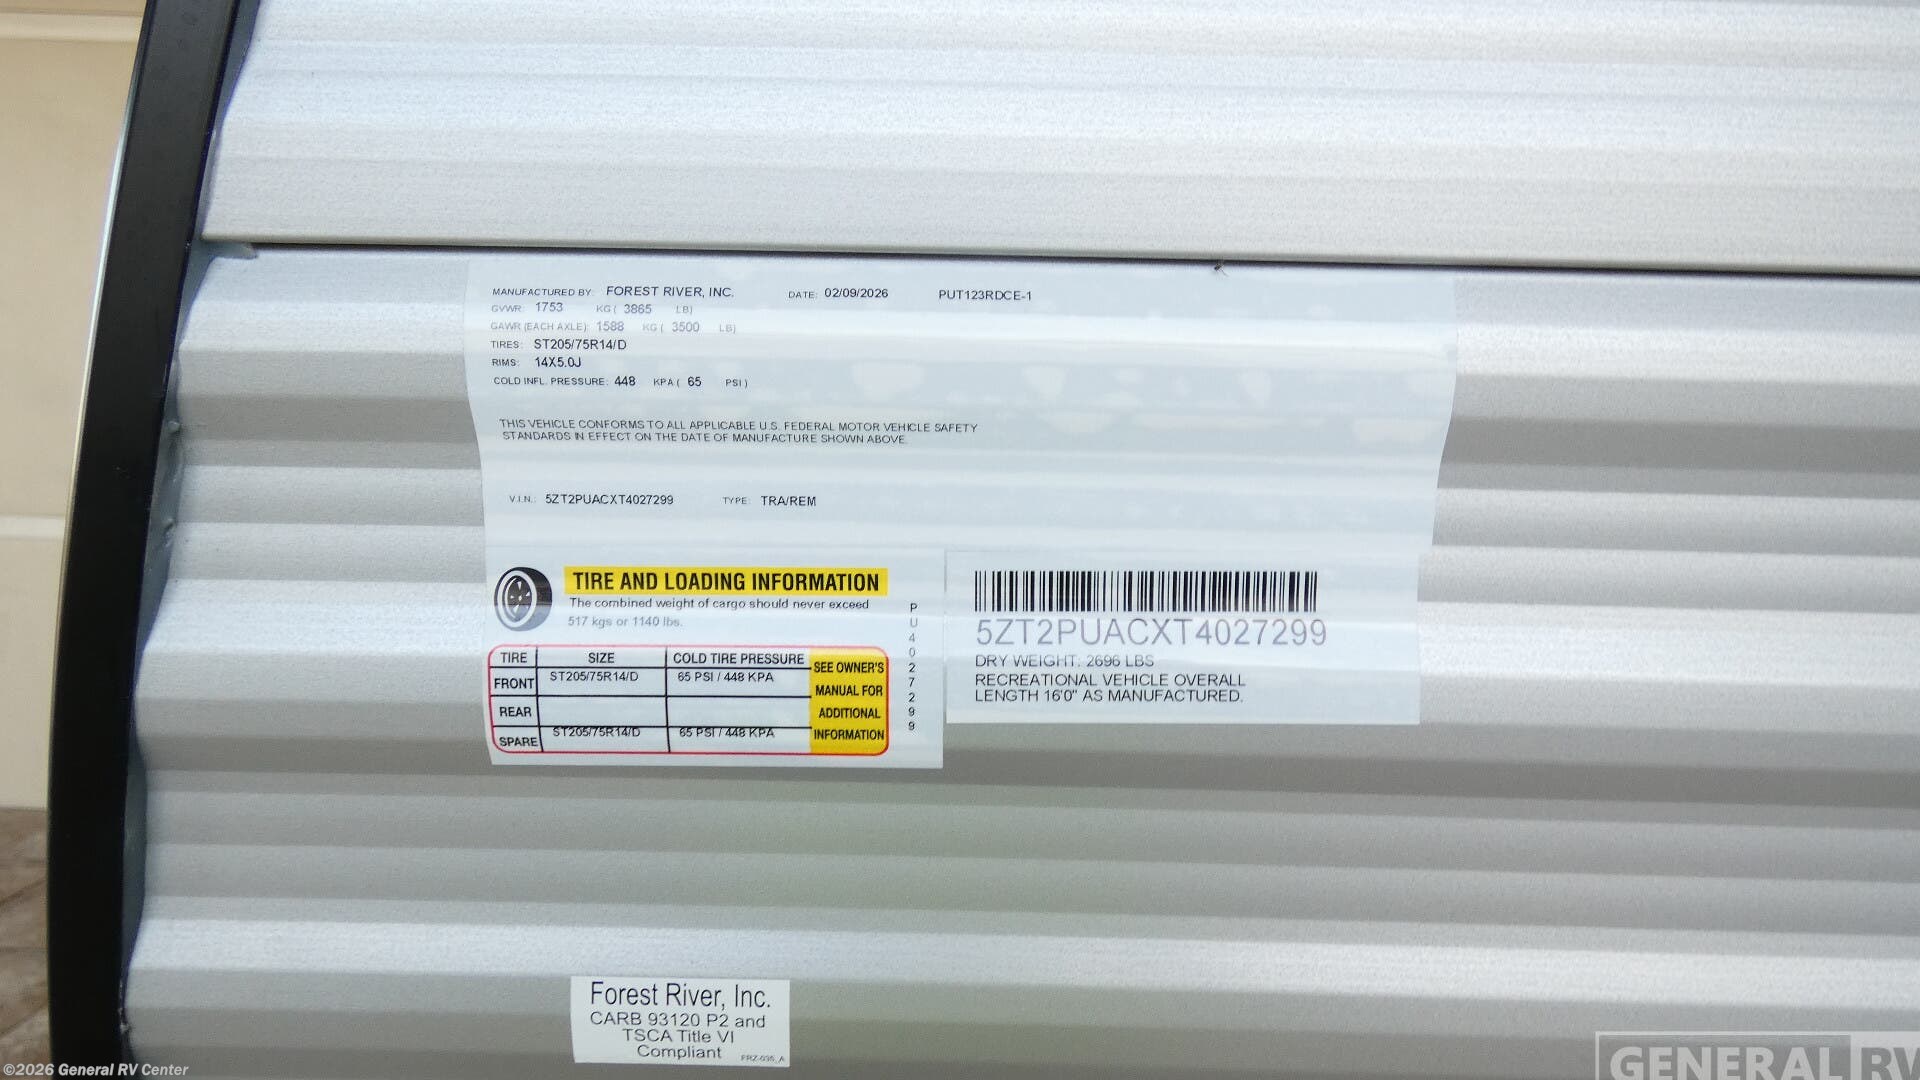 MANUFACTURED BY: FOREST RIVER, INC. DATE: 02/09/2026 PUT123RDCE-1
GVWR: 1753 KG ( 3865 LB)
GAWR (EACH AXLE): 1588 KG ( 3500 LB)
TIRES: ST205/75R14/D
RIMS: 14X5.0J
COLD INFL. PRESSURE: 448 KPA ( 65 PSI )
THIS VEHICLE CONFORMS TO ALL APPLICABLE U.S. FEDERAL MOTOR VEHICLE SAFETY
STANDARDS IN EFFECT ON THE DATE OF MANUFACTURE SHOWN ABOVE.
V.I.N.: 5ZT2PUACXT4027299 TYPE: TRA/REM
TIRE AND LOADING INFORMATION
The combined weight of cargo should never exceed
517 kgs or 1140 lbs.
TIRE SIZE COLD TIRE PRESSURE
FRONT ST205/75R14/D 65 PSI / 448 KPA
REAR
SPARE ST205/75R14/D 65 PSI / 448 KPA
SEE OWNER'S
MANUAL FOR
ADDITIONAL
INFORMATION
PU4027299
5ZT2PUACXT4027299
DRY WEIGHT: 2696 LBS
RECREATIONAL VEHICLE OVERALL
LENGTH 16'0" AS MANUFACTURED.
Forest River, Inc.
CARB 93120 P2 and
TSCA Title VI
Compliant FRZ-035_A
©2026 General RV Center
GENERAL RV